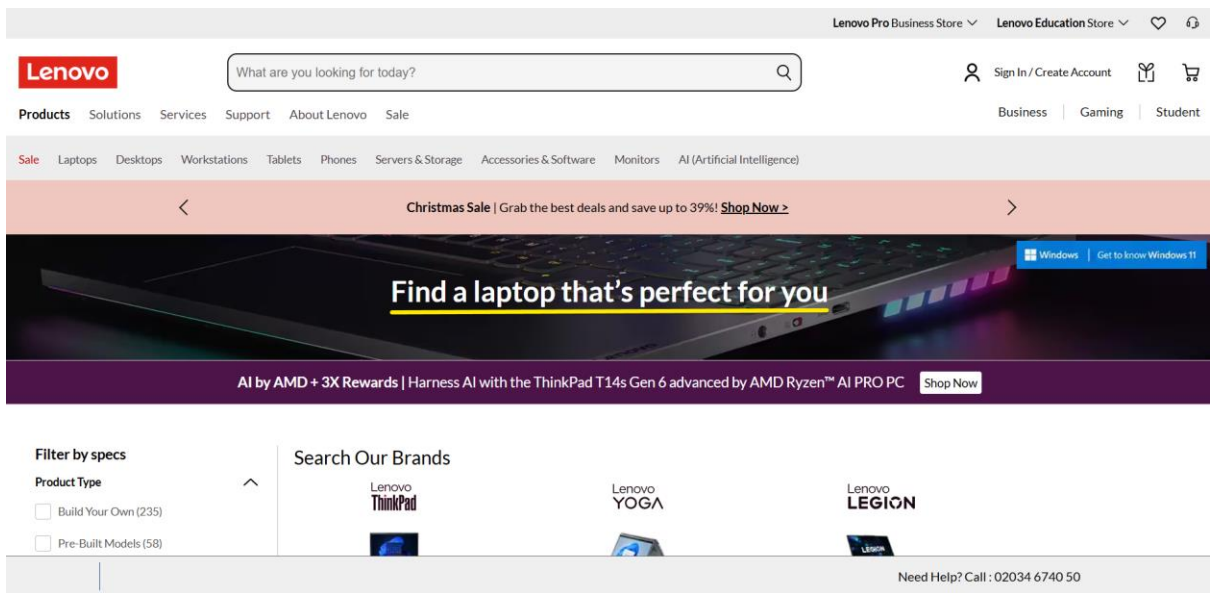 Lenovo Pro Business Store Lenovo Education Store
Lenovo
What are you looking for today?
Sign In / Create Account
Products Solutions Services Support About Lenovo Sale
Business Gaming Student
Sale Laptops Desktops Workstations Tablets Phones Servers & Storage Accessories & Software Monitors AI (Artificial Intelligence)
Christmas Sale | Grab the best deals and save up to 39%! Shop Now >
Windows | Get to know Windows 11
Find a laptop that's perfect for you
AI by AMD + 3X Rewards | Harness AI with the ThinkPad T14s Gen 6 advanced by AMD Ryzen™ AI PRO PC Shop Now
Filter by specs
Product Type
Build Your Own (235)
Pre-Built Models (58)
Search Our Brands
Lenovo
ThinkPad
Lenovo
YOGA
Lenovo
LEGION
LEGION
Need Help? Call : 02034 6740 50